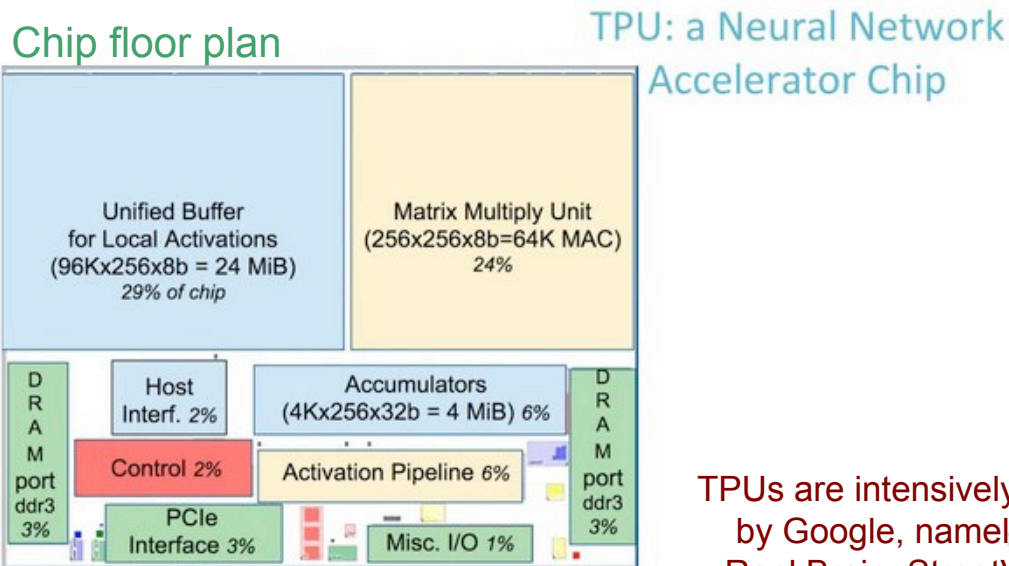 Chip floor plan
TPU: a Neural Network
Accelerator Chip
Unified Buffer
for Local Activations
(96Kx256x8b = 24 MiB)
29% of chip
Matrix Multiply Unit
(256x256x8b=64K MAC)
24%
D
R
A
M
port
ddr3
3%
Host
Interf. 2%
Accumulators
(4Kx256x32b = 4 MiB) 6%
D
R
A
M
port
ddr3
3%
Control 2%
Activation Pipeline 6%
PCIe
Interface 3%
Misc. I/O 1%
TPUs are intensively
by Google, namel